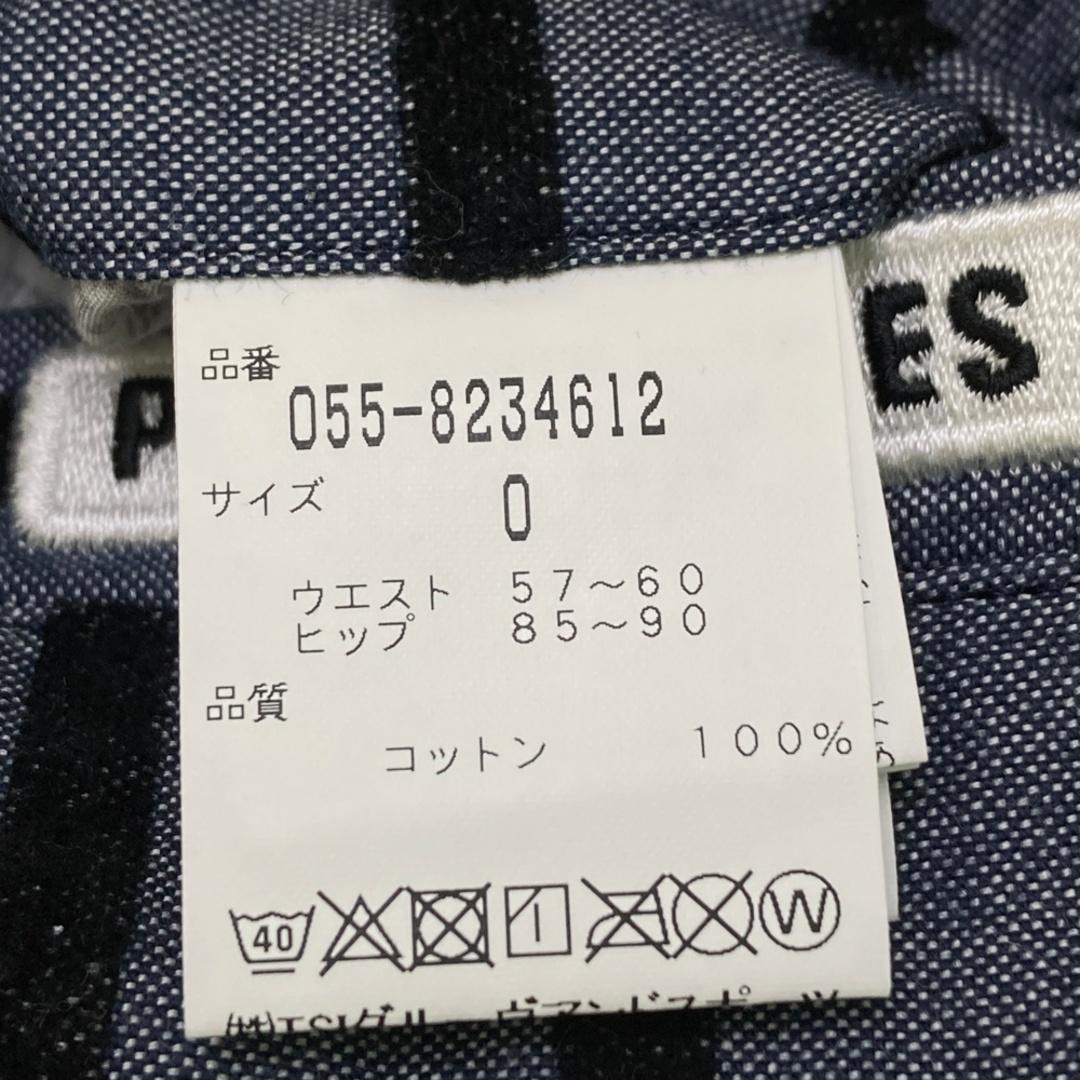 品番
055-8234612
サイズ 0
ウエスト 57～60
ヒップ 85～90
品質
コットン 100%
40 W
P
ES